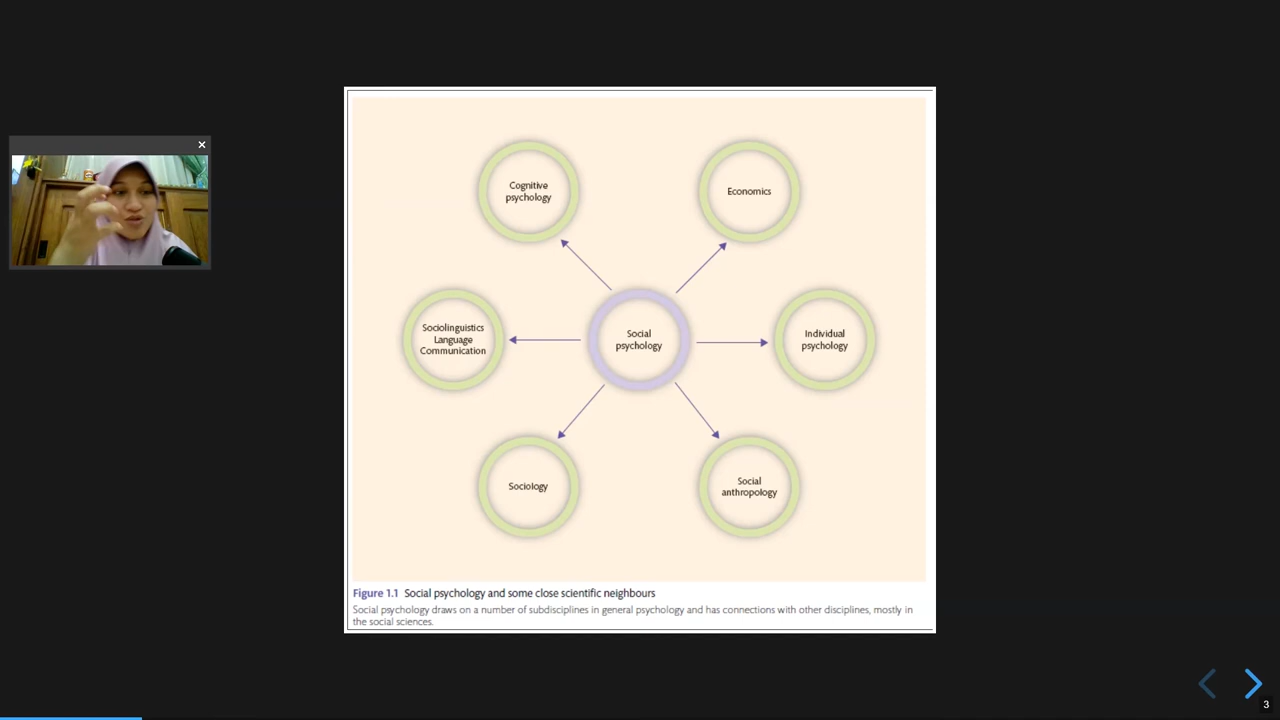 Cognitive
psychology
Economics
Sociolinguistics
Language
Communication
Social
psychology
Individual
psychology
Sociology
Social
anthropology
Figure 1.1 Social psychology and some close scientific neighbours
Social psychology draws on a number of subdisciplines in general psychology and has connections with other disciplines, mostly in
the social sciences.
3